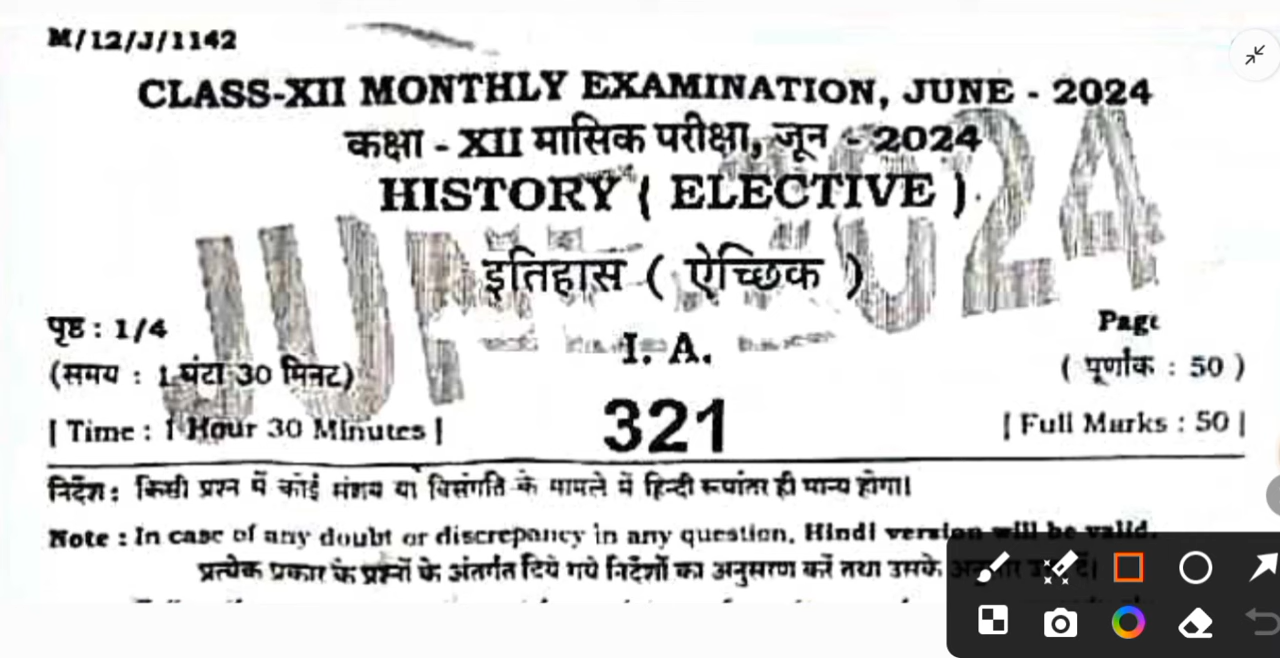 M/12/J/1142
CLASS-XII MONTHLY EXAMINATION, JUNE - 2024
कक्षा - XII मासिक परीक्षा, जून - 2024
HISTORY ( ELECTIVE )
इतिहास ( ऐच्छिक )
पृष्ठ : 1/4
Page
I. A.
(समय : 1 घंटा 30 मिनट)
( पूर्णांक : 50 )
321
[ Time : 1 Hour 30 Minutes ]
[ Full Marks : 50 ]
निर्देश : किसी प्रश्न में कोई संशय या विसंगति के मामले में हिन्दी रूपांतर ही मान्य होगा।
Note : In case of any doubt or discrepancy in any question, Hindi version will be valid.
प्रत्येक प्रकार के प्रश्नों के अंतर्गत दिये गये निर्देशों का अनुसरण करें तथा उसके
JUNE 2024